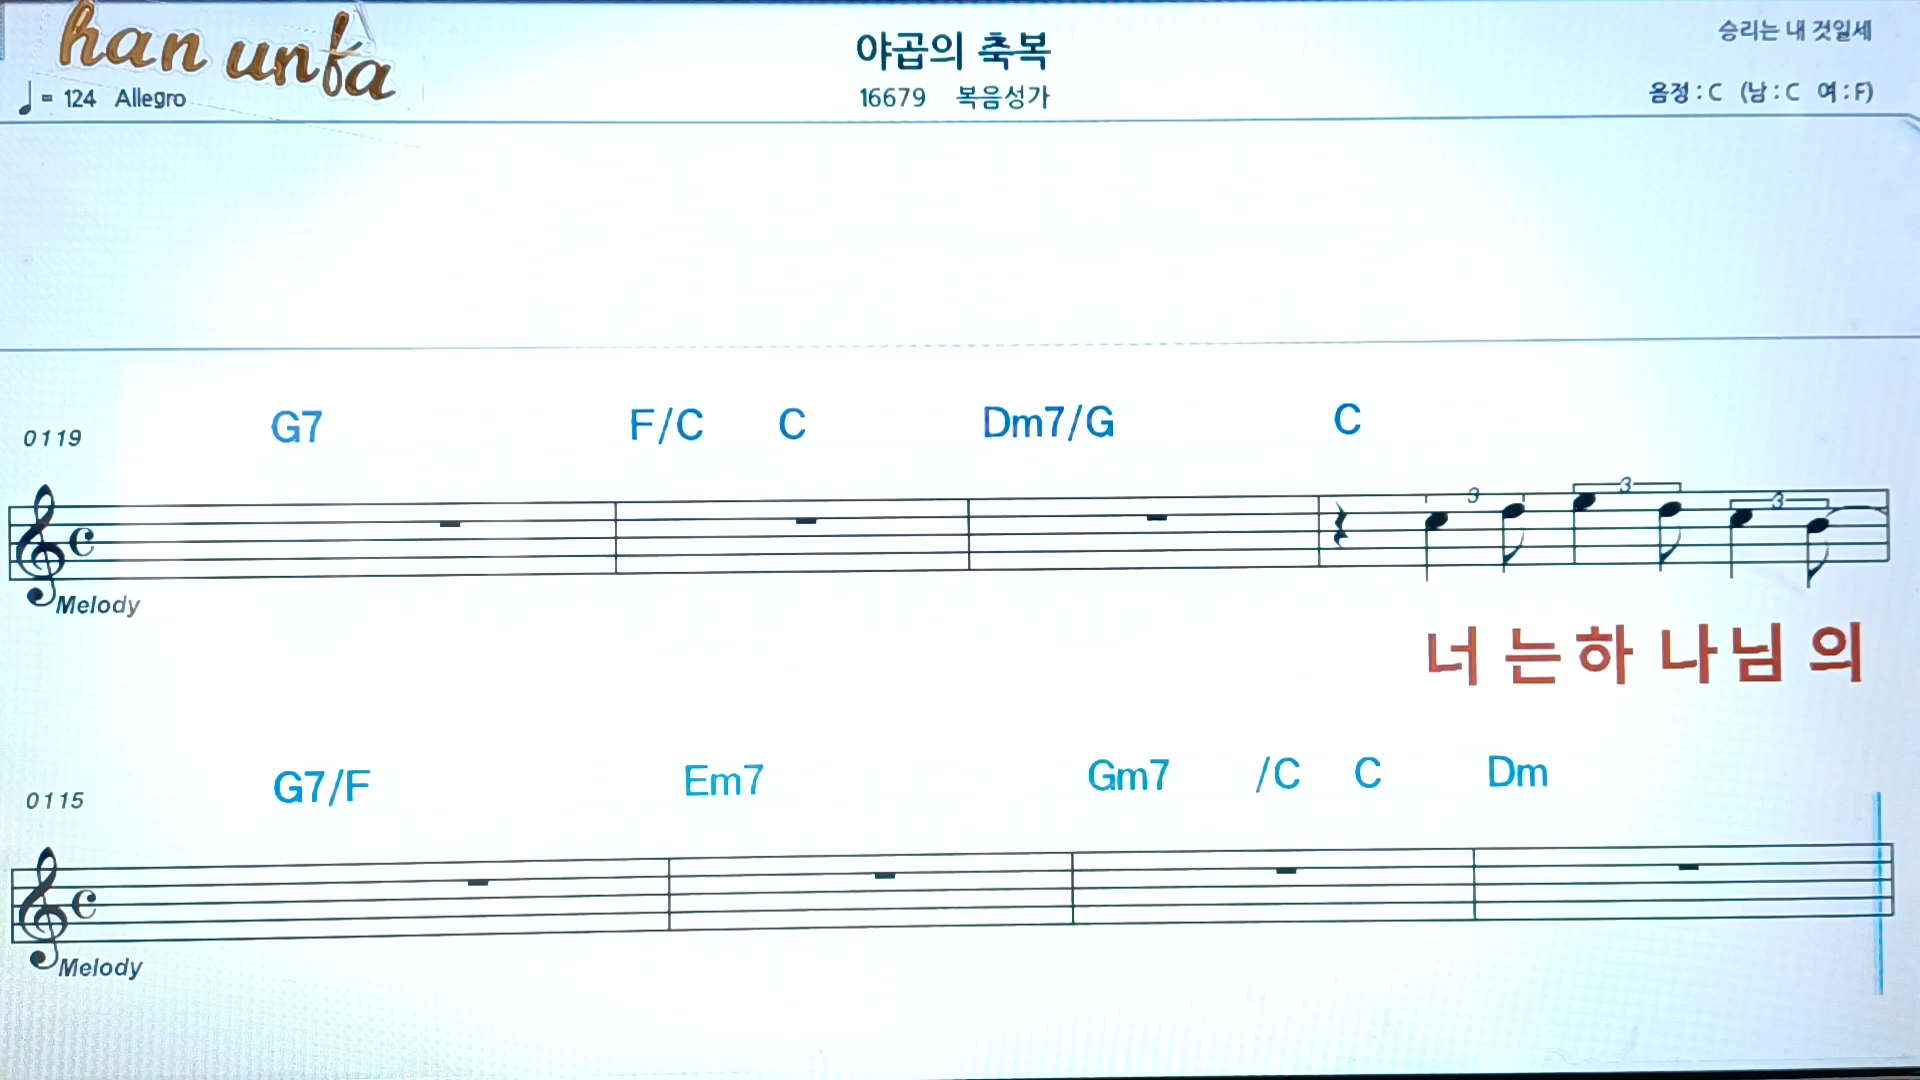 han unfa
야곱의 축복
승리는 내 것일세
♩= 124 Allegro
16679 복음성가
음정 : C (남 : C 여 : F)
G7 F/C C Dm7/G C
0119
3 3 3
Melody
너 는 하 나 님 의
G7/F Em7 Gm7 /C C Dm
0115
Melody